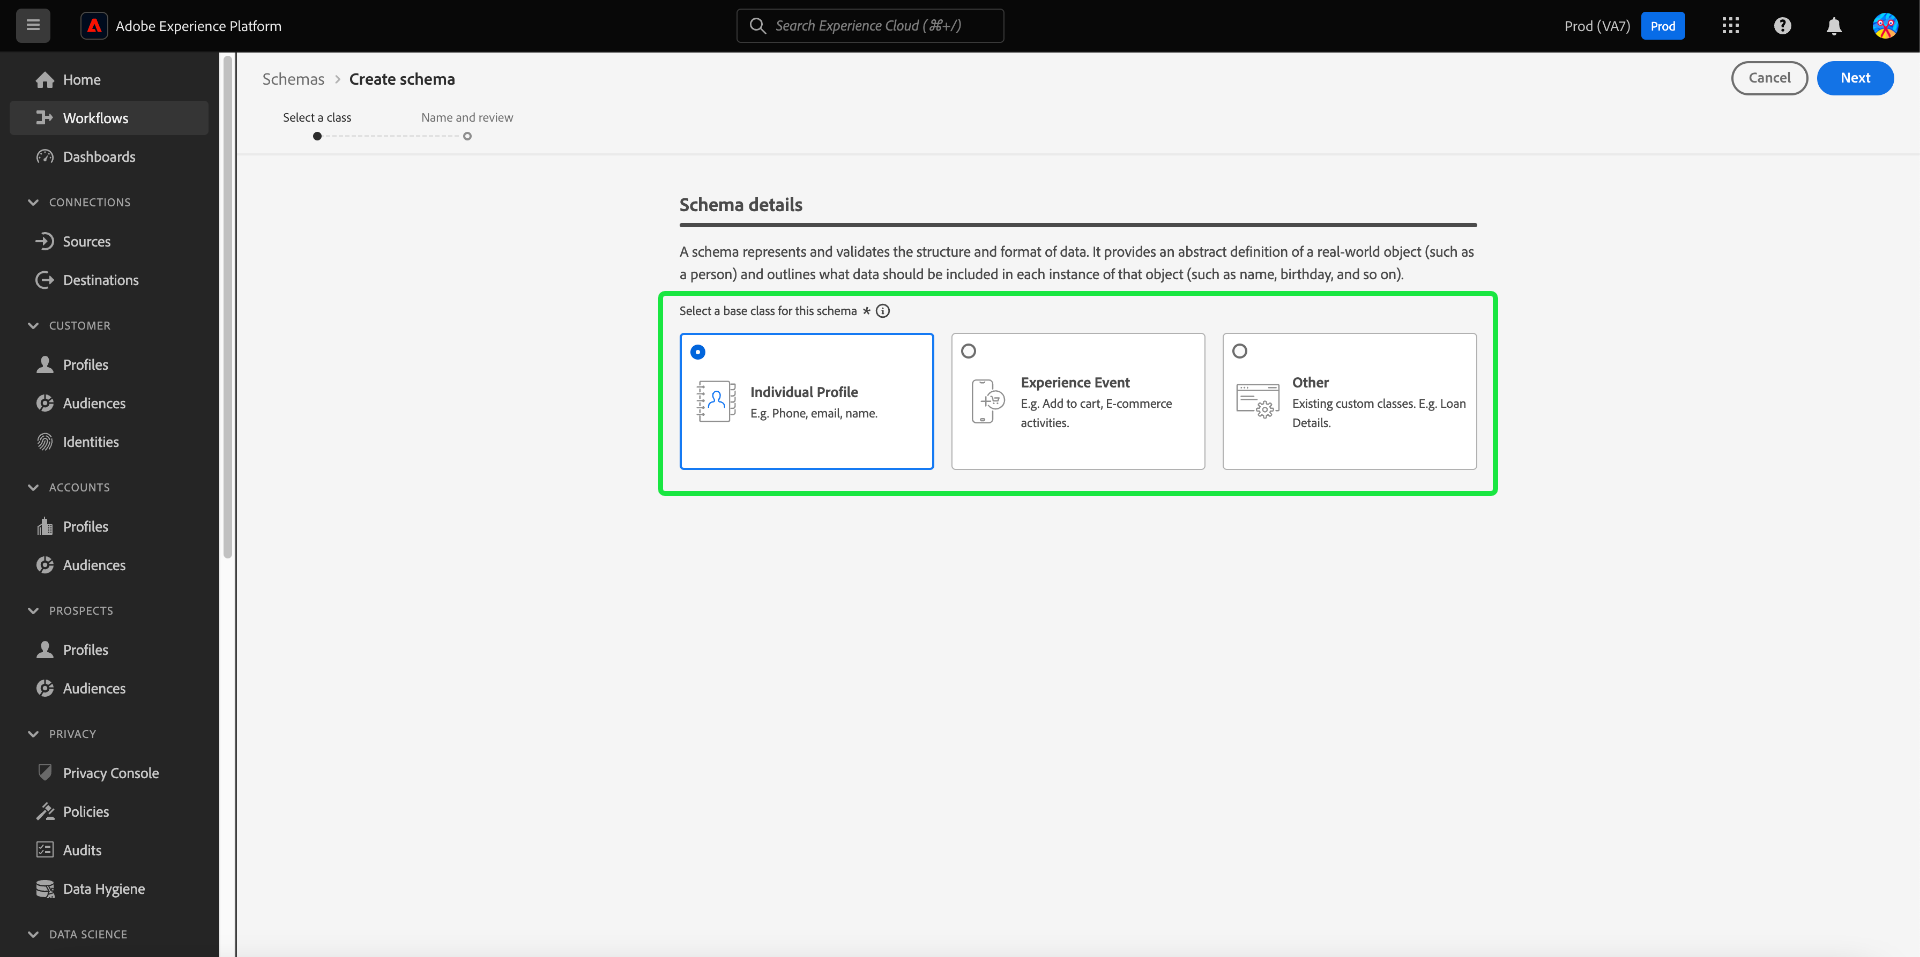 Adobe Experience Platform
Search Experience Cloud (⌘+/)
Prod (VA7)
Prod
Home
Workflows
Dashboards
CONNECTIONS
Sources
Destinations
CUSTOMER
Profiles
Audiences
Identities
ACCOUNTS
Profiles
Audiences
PROSPECTS
Profiles
Audiences
PRIVACY
Privacy Console
Policies
Audits
Data Hygiene
DATA SCIENCE
Schemas > Create schema
Cancel
Next
Select a class
Name and review
Schema details
A schema represents and validates the structure and format of data. It provides an abstract definition of a real-world object (such as
a person) and outlines what data should be included in each instance of that object (such as name, birthday, and so on).
Select a base class for this schema *
Individual Profile
E.g. Phone, email, name.
Experience Event
E.g. Add to cart, E-commerce
activities.
Other
Existing custom classes. E.g. Loan
Details.